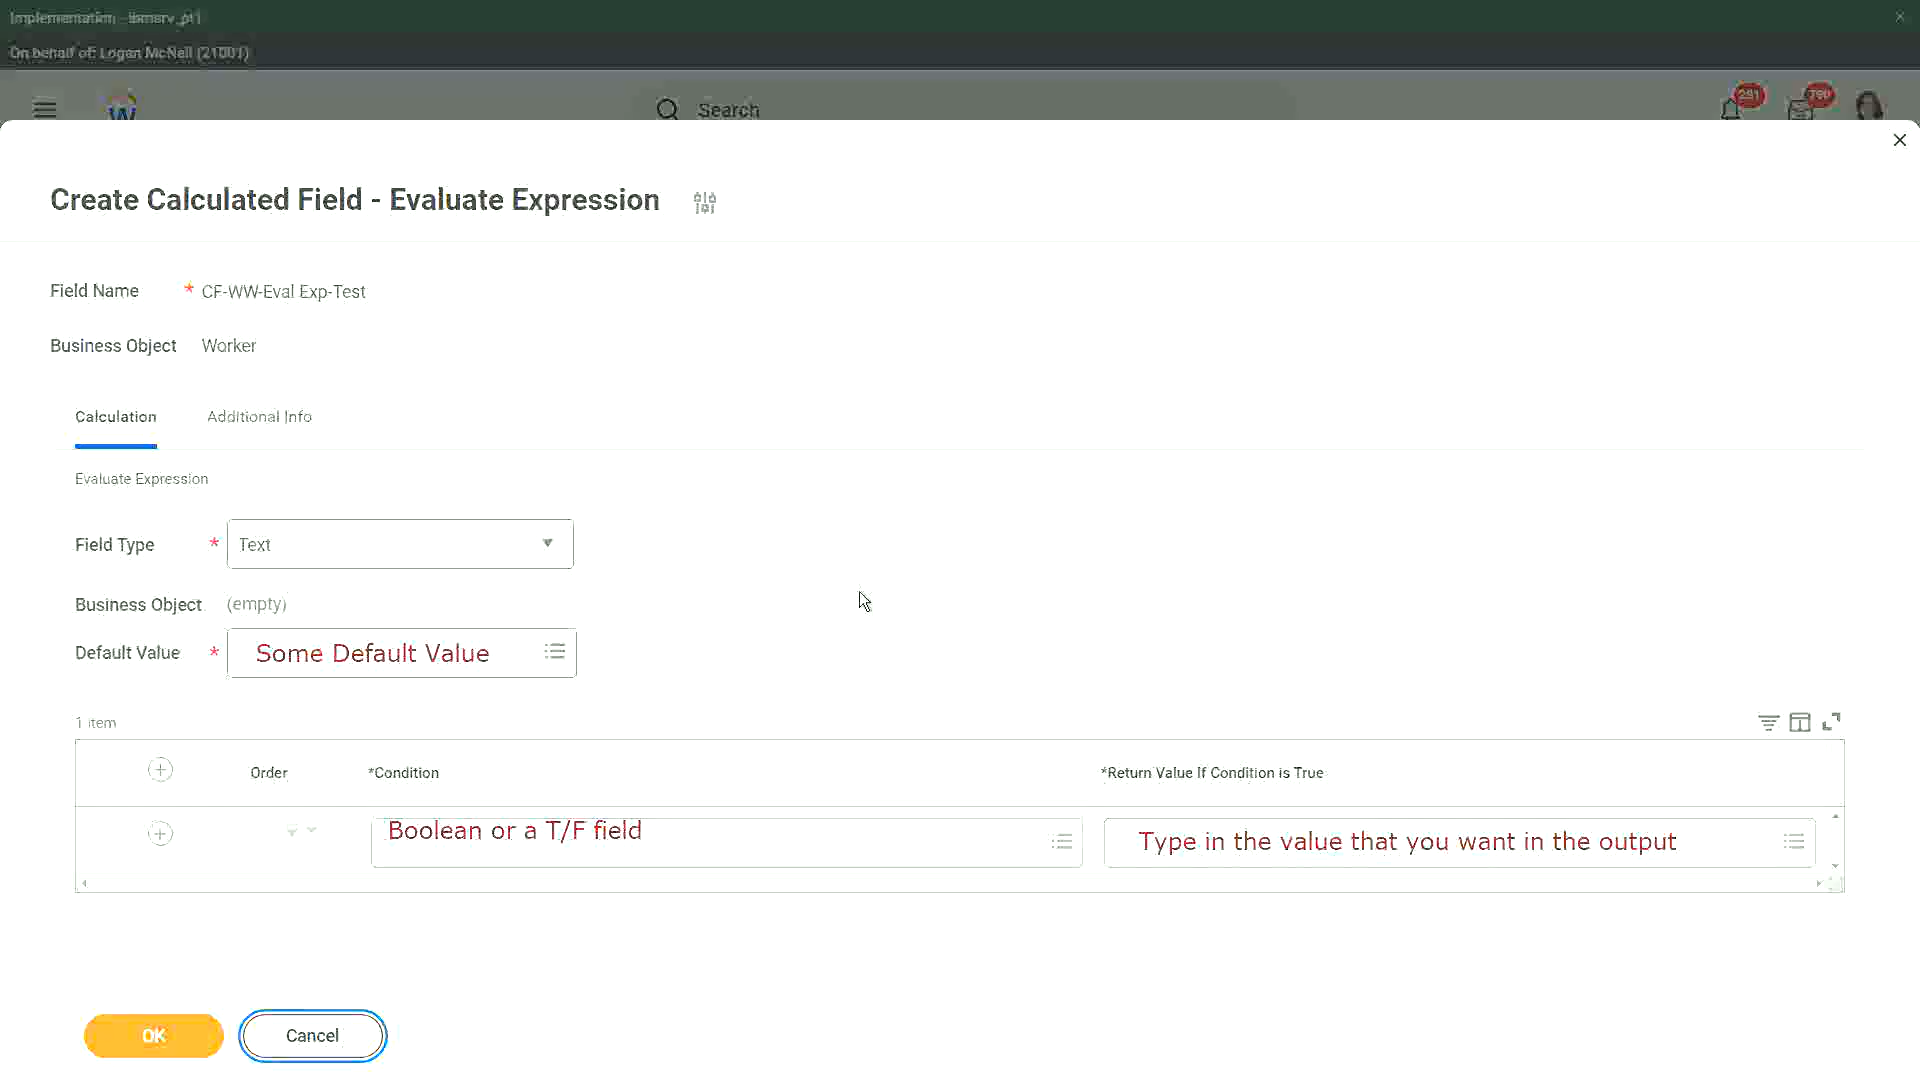 On behalf of: Logan McNeil (21001)
Search
Create Calculated Field - Evaluate Expression
Field Name * CF-WW-Eval Exp-Test
Business Object Worker
Calculation Additional Info
Evaluate Expression
Field Type * Text
Business Object (empty)
Default Value * Some Default Value
1 item
Order *Condition *Return Value If Condition is True
Boolean or a T/F field Type in the value that you want in the output
OK Cancel